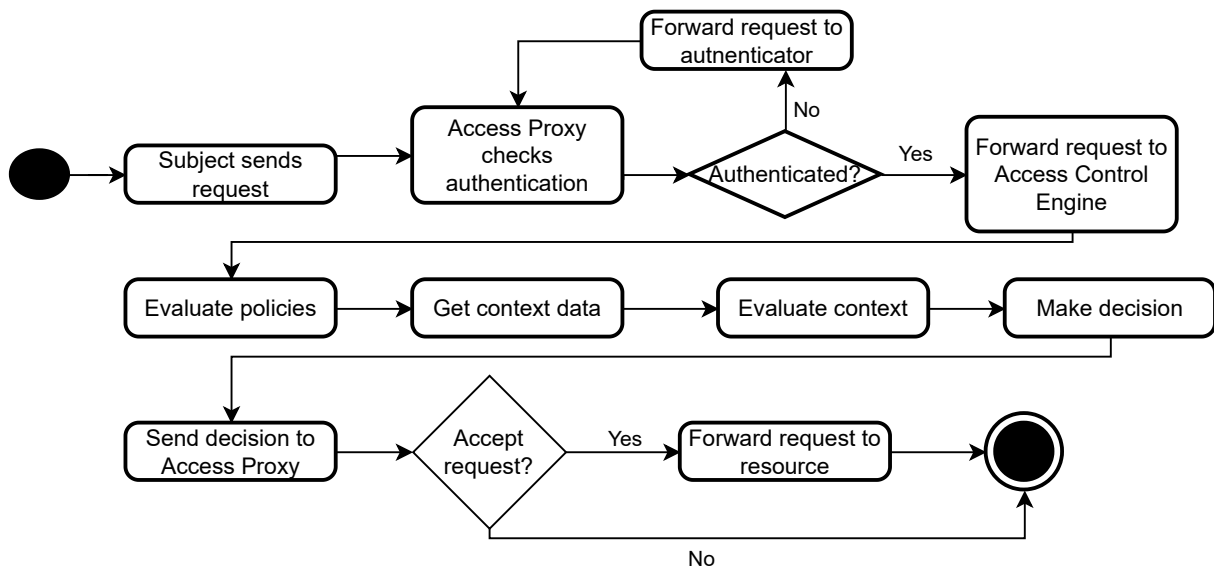 Forward request to
autnenticator
No
Subject sends
request
Access Proxy
checks
authentication
Authenticated?
Yes
Forward request to
Access Control
Engine
Evaluate policies
Get context data
Evaluate context
Make decision
Send decision to
Access Proxy
Accept
request?
Yes
Forward request to
resource
No